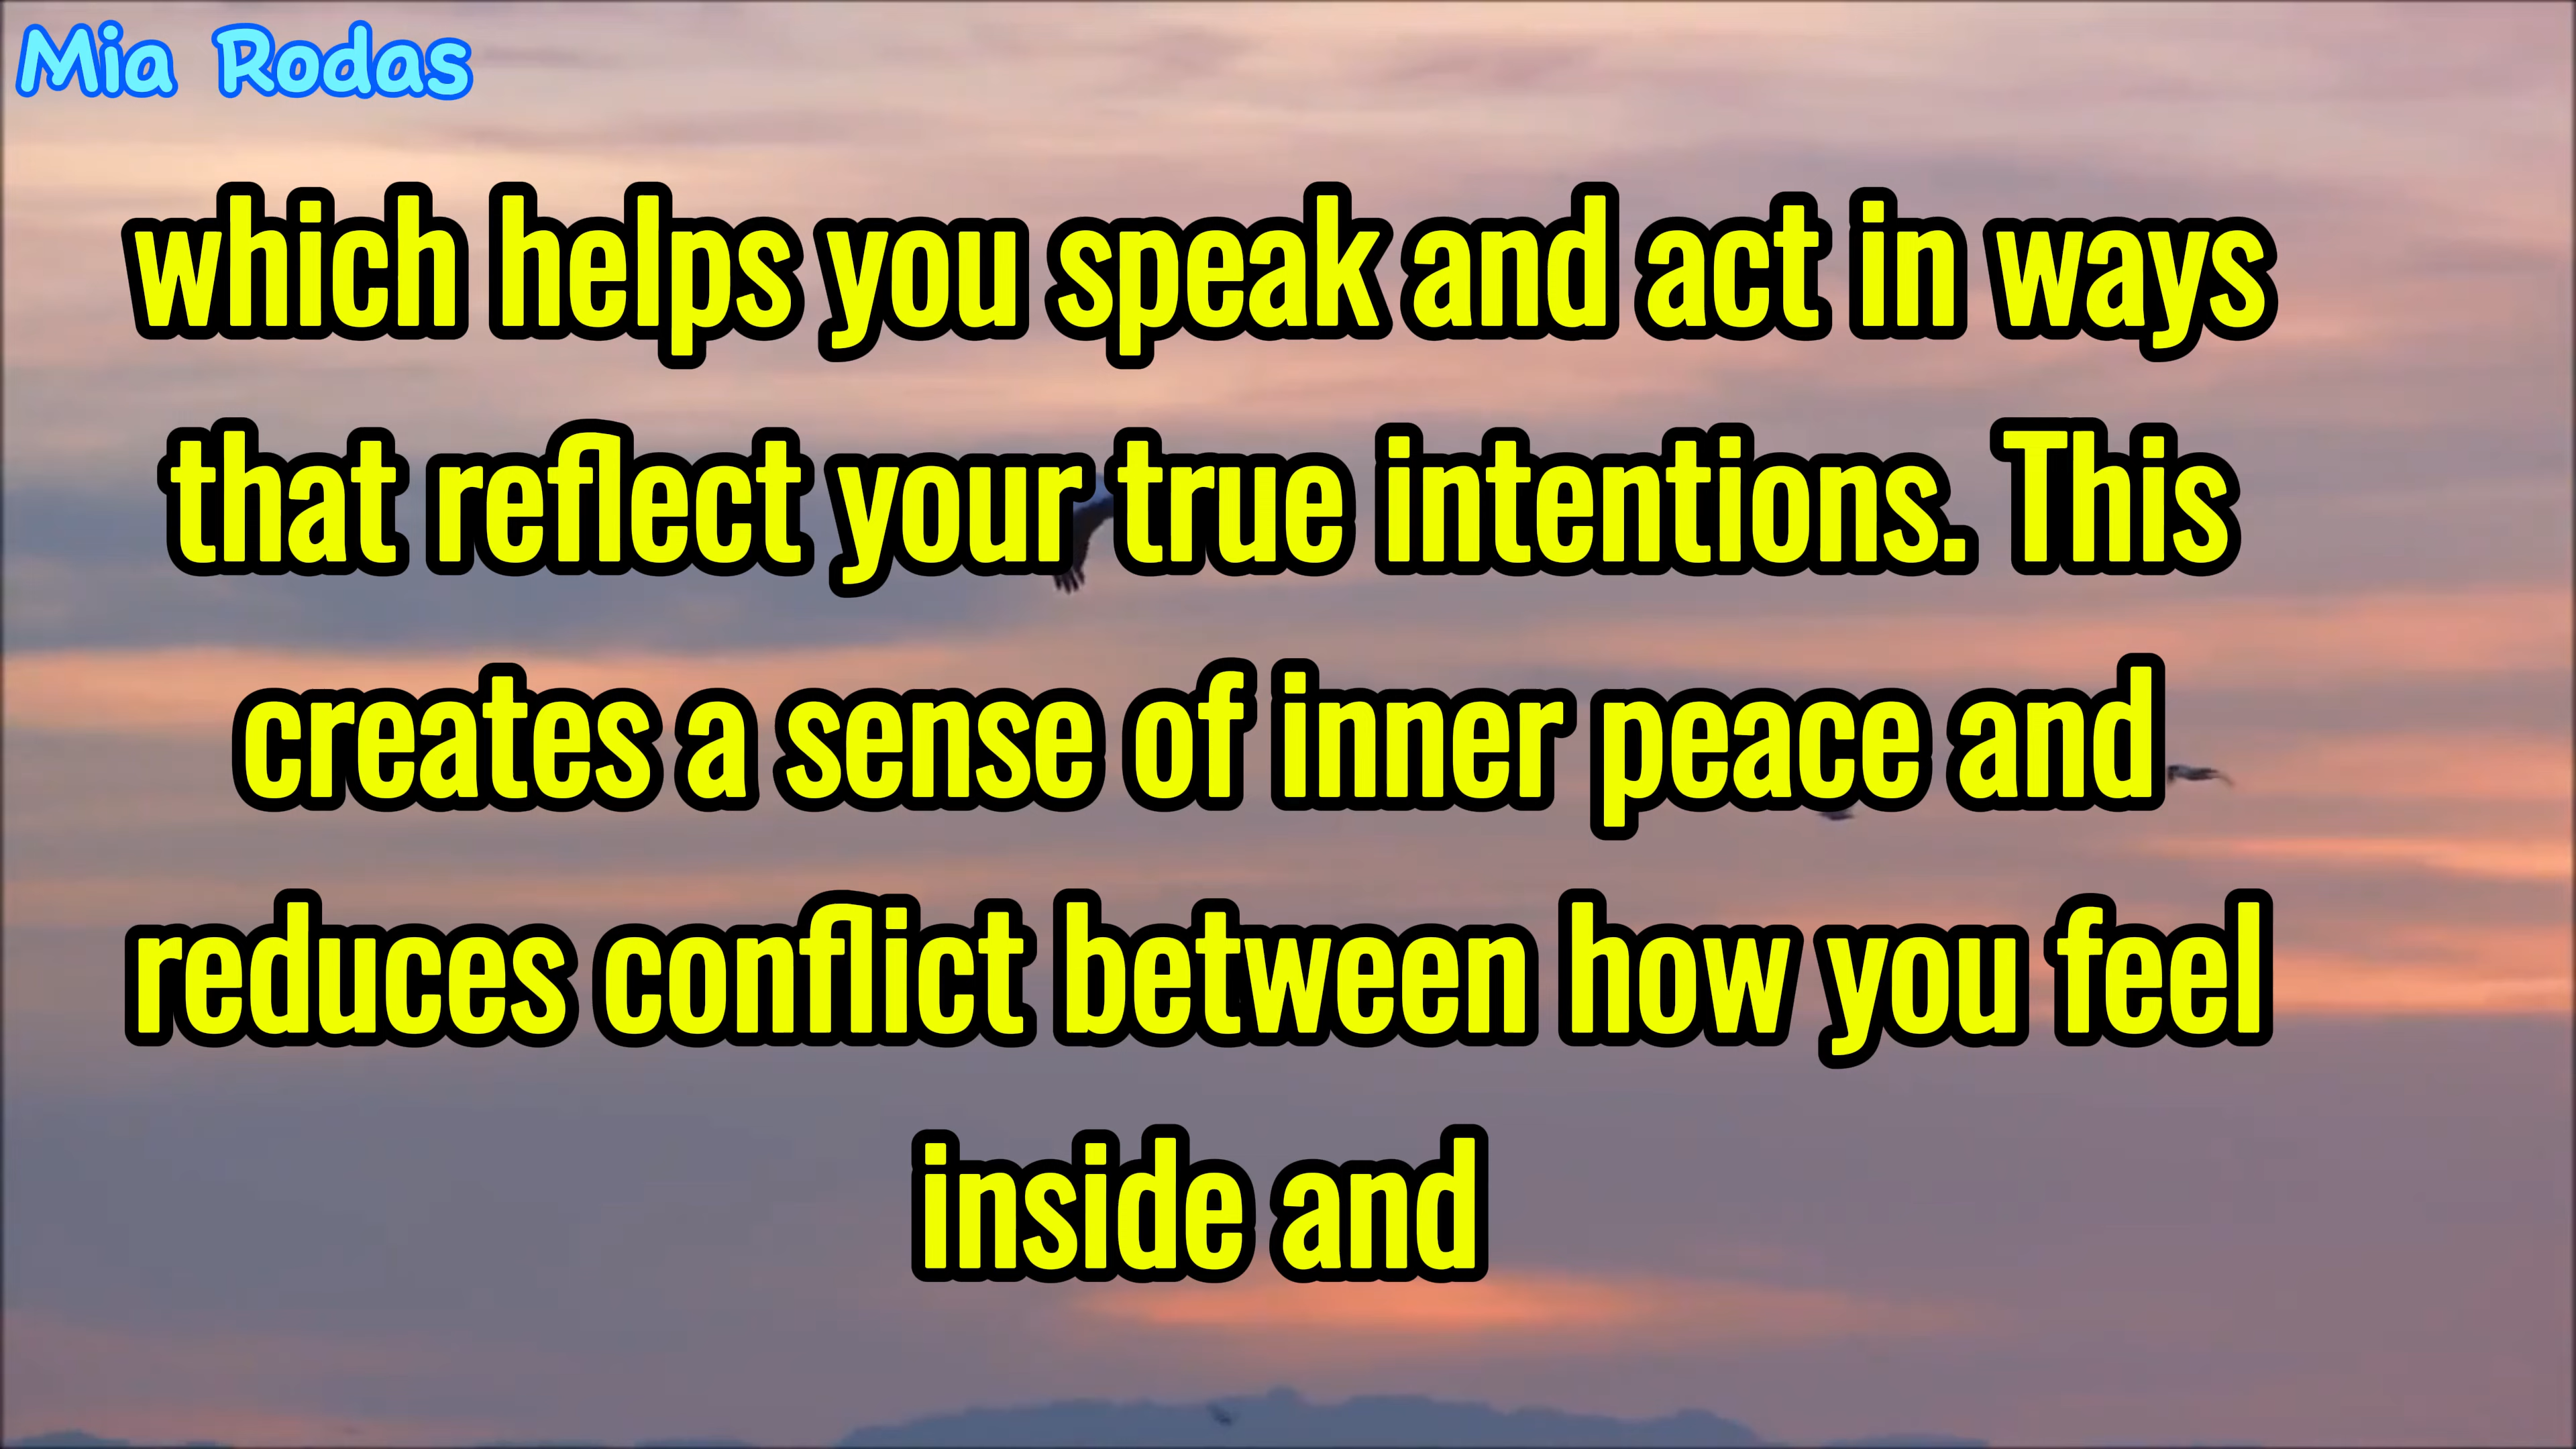 Mia Rodas
which helps you speak and act in ways
that reflect your true intentions. This
creates a sense of inner peace and
reduces conflict between how you feel
inside and